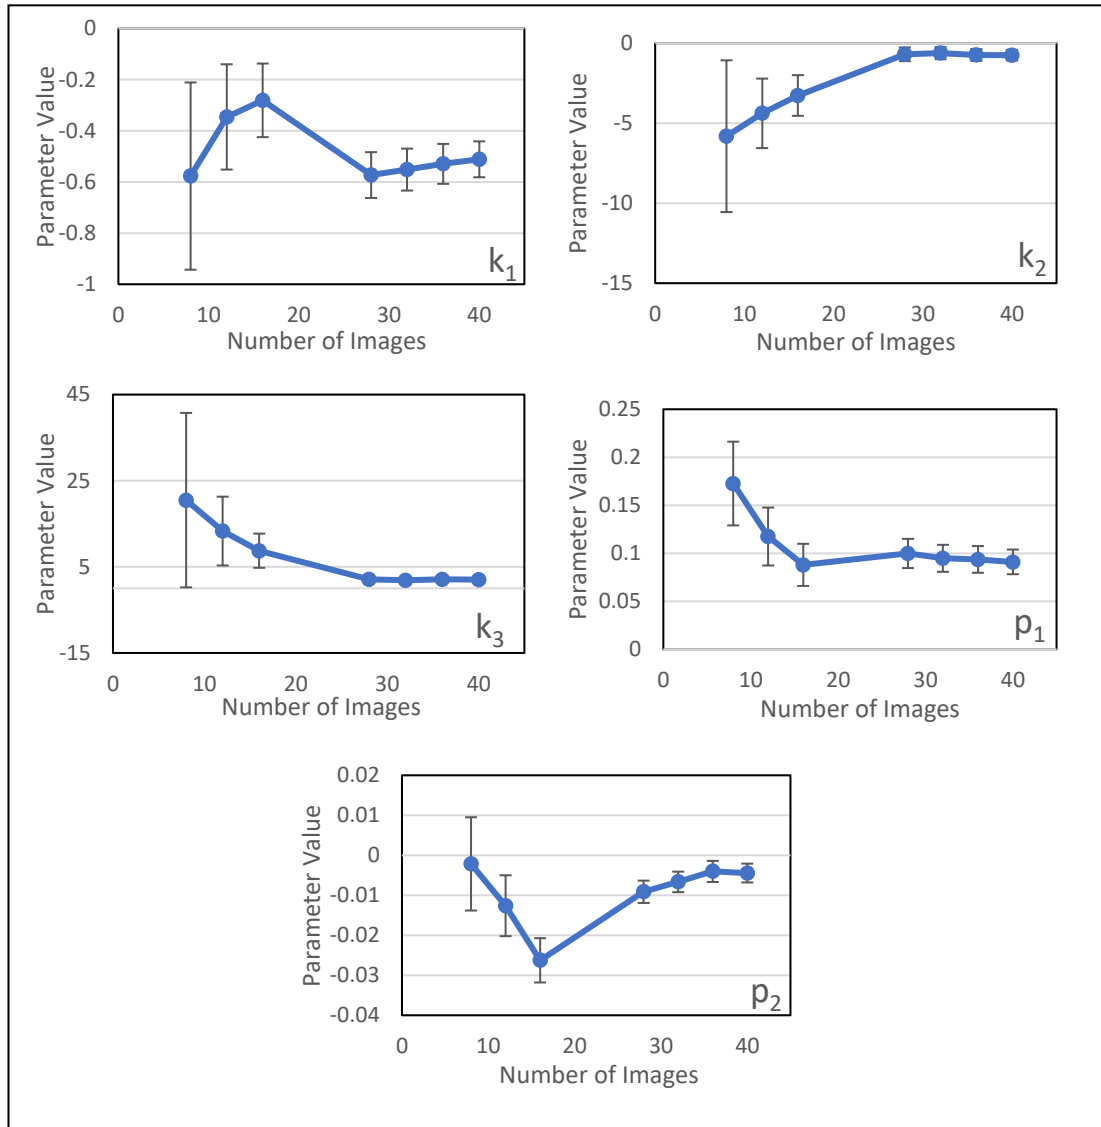 0
-0.2
-0.4
-0.6
-0.8
-1
Parameter Value
k₁
0 10 20 30 40
Number of Images
0
-5
-10
-15
Parameter Value
k₂
0 10 20 30 40
Number of Images
45
25
5
-15
Parameter Value
k₃
0 10 20 30 40
Number of Images
0.25
0.2
0.15
0.1
0.05
0
Parameter Value
p₁
0 10 20 30 40
Number of Images
0.02
0.01
0
-0.01
-0.02
-0.03
-0.04
Parameter Value
p₂
0 10 20 30 40
Number of Images